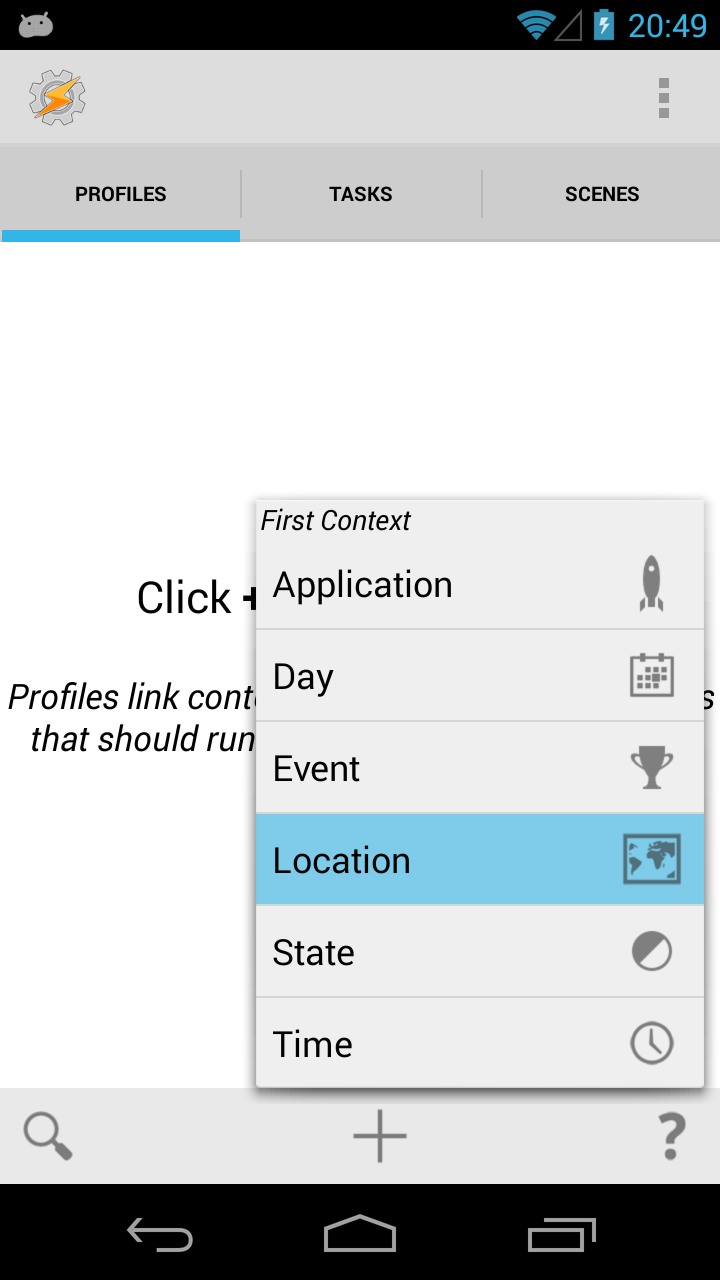 20:49
PROFILES TASKS SCENES
First Context
Application
Click +
Day
Profiles link cont s
that should run
Event
Location
State
Time
?